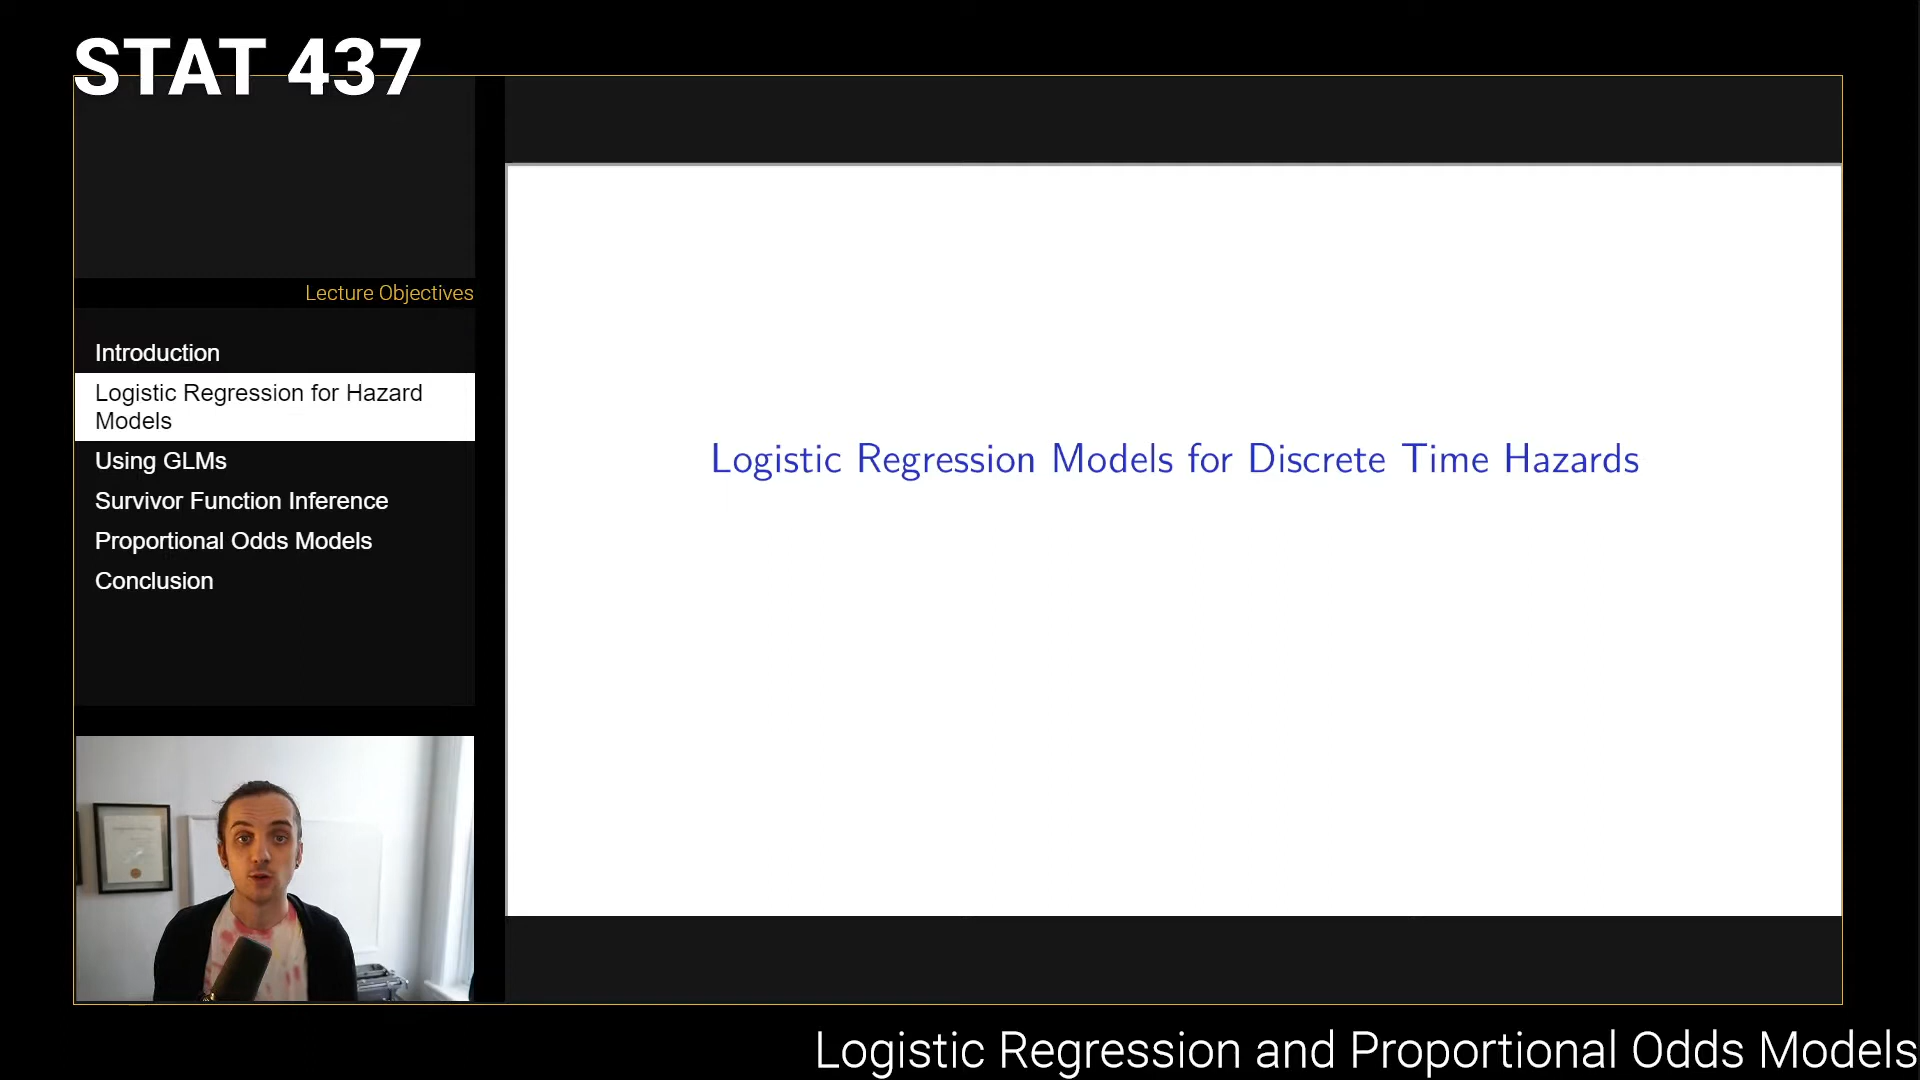 STAT 437
Lecture Objectives
Introduction
Logistic Regression for Hazard
Models
Using GLMs
Survivor Function Inference
Proportional Odds Models
Conclusion
Logistic Regression Models for Discrete Time Hazards
Logistic Regression and Proportional Odds Models